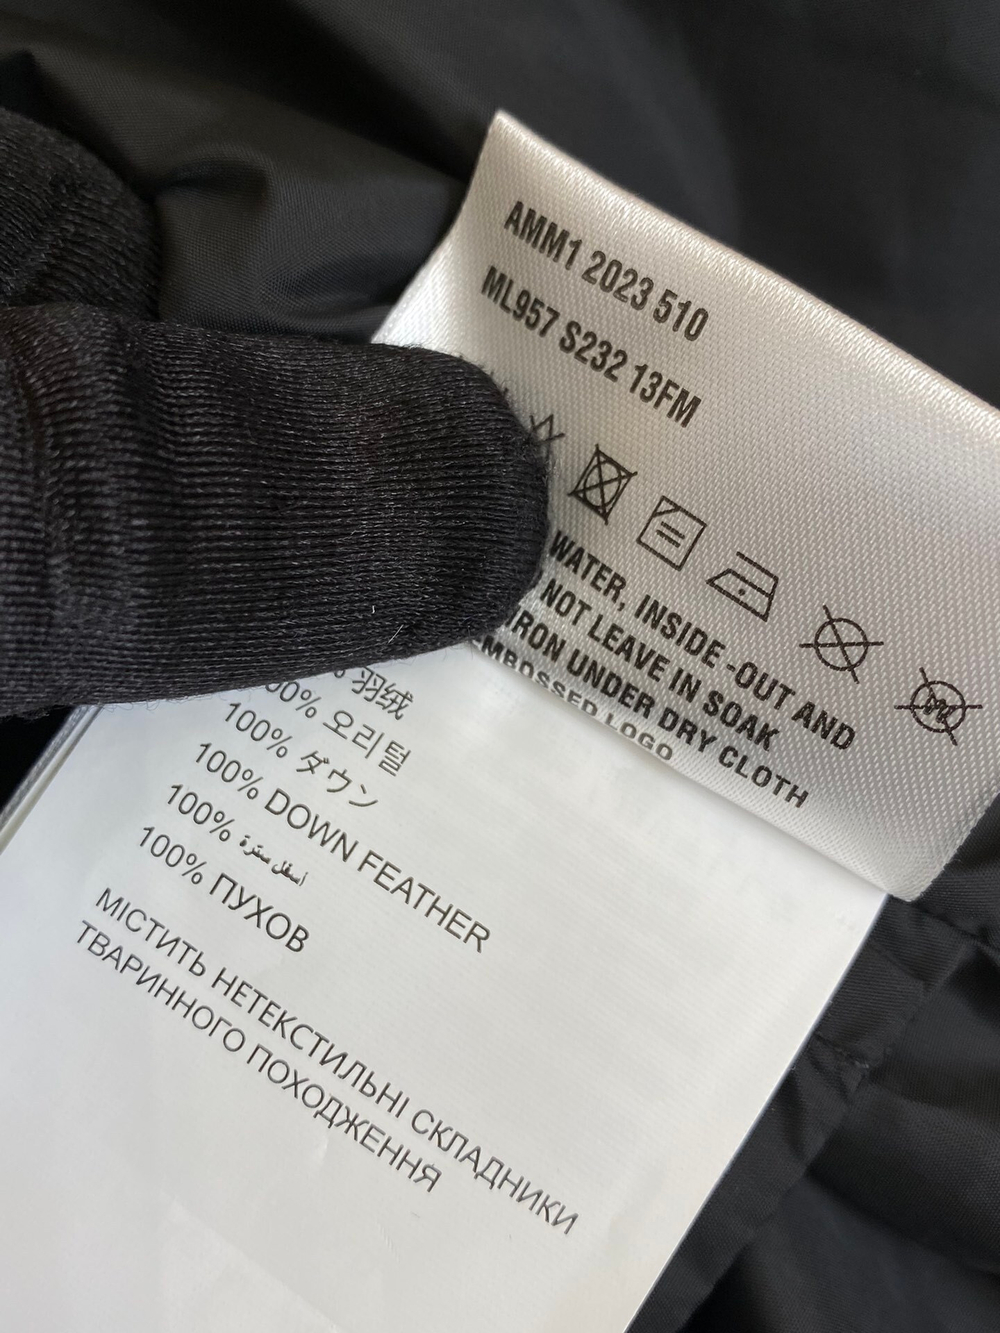 AMM1 2023 510
ML957 S232 13FM
WATER, INSIDE-OUT AND
NOT LEAVE IN SOAK
IRON UNDER DRY CLOTH
EMBOSSED LOGO
% 羽绒
00% 오리털
100% ダウン
100% DOWN FEATHER
100% أسفل سترة
100% ПУХОВ
МІСТИТЬ НЕТЕКСТИЛЬНІ СКЛАДНИКИ
ТВАРИННОГО ПОХОДЖЕННЯ